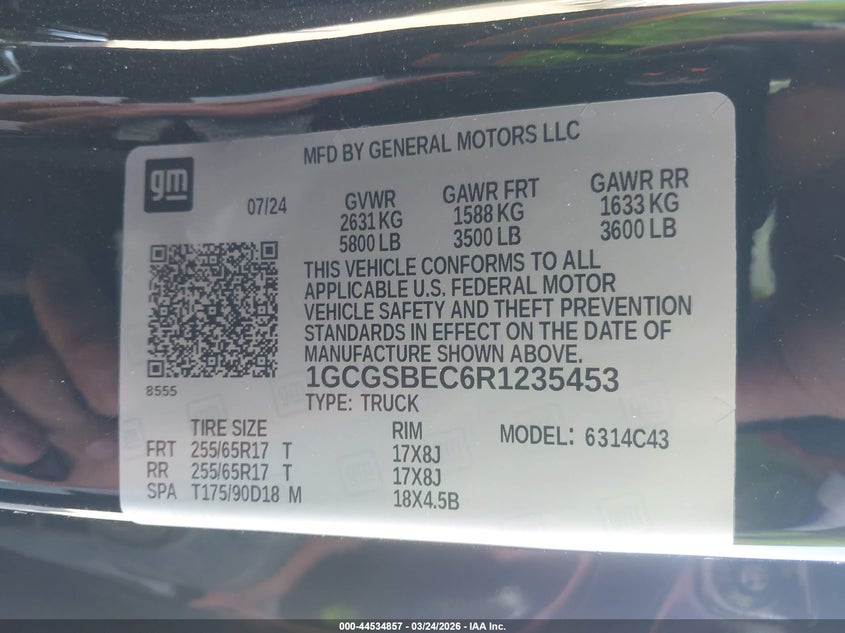 MFD BY GENERAL MOTORS LLC
gm
07/24
GVWR GAWR FRT GAWR RR
2631 KG 1588 KG 1633 KG
5800 LB 3500 LB 3600 LB
THIS VEHICLE CONFORMS TO ALL
APPLICABLE U.S. FEDERAL MOTOR
VEHICLE SAFETY AND THEFT PREVENTION
STANDARDS IN EFFECT ON THE DATE OF
MANUFACTURE SHOWN ABOVE.
8555
1GCGSBEC6R1235453
TYPE: TRUCK
TIRE SIZE RIM MODEL: 6314C43
FRT 255/65R17 T 17X8J
RR 255/65R17 T 17X8J
SPA T175/90D18 M 18X4.5B
000-44534857 - 03/24/2026 - IAA Inc.